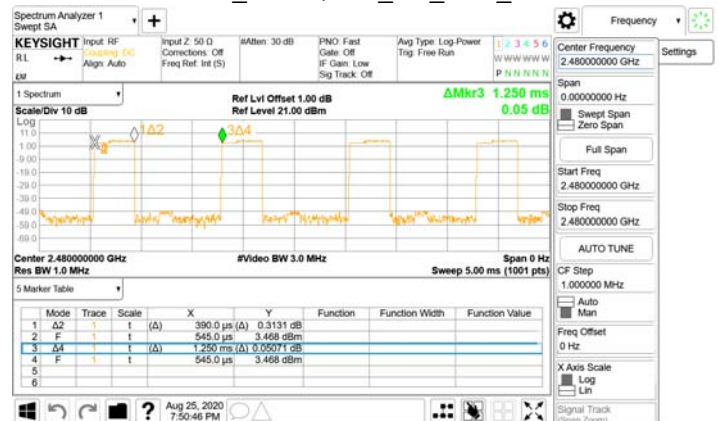 Spectrum Analyzer 1
Swept SA
+
Frequency
KEYSIGHT
RL
Input: RF
Coupling: DC
Align: Auto
Input Z: 50 Ω
Corrections: Off
Freq Ref: Int (S)
#Atten: 30 dB
PNO: Fast
Gate: Off
IF Gain: Low
Sig Track: Off
Avg Type: Log-Power
Trig: Free Run
1 2 3 4 5 6
W W W W W W
P N N N N N
Center Frequency
2.480000000 GHz
Settings
1 Spectrum
Scale/Div 10 dB
Log
Ref Lvl Offset 1.00 dB
Ref Level 21.00 dBm
ΔMkr3 1.250 ms
0.05 dB
Span
0.00000000 Hz
Swept Span
Zero Span
11.0
1.00
-9.00
-19.0
-29.0
-39.0
-49.0
-59.0
-69.0
1Δ2
3Δ4
Full Span
Start Freq
2.480000000 GHz
Stop Freq
2.480000000 GHz
AUTO TUNE
Center 2.480000000 GHz
Res BW 1.0 MHz
#Video BW 3.0 MHz
Span 0 Hz
Sweep 5.00 ms (1001 pts)
CF Step
1.000000 MHz
Auto
Man
5 Marker Table
Mode Trace Scale X Y Function Function Width Function Value
1 Δ2 1 t (Δ) 390.0 µs (Δ) 0.3131 dB
2 F 1 t 545.0 µs 3.468 dBm
3 Δ4 1 t (Δ) 1.250 ms (Δ) 0.05071 dB
4 F 1 t 545.0 µs 3.468 dBm
5
6
Freq Offset
0 Hz
X Axis Scale
Log
Lin
Signal Track
(Span Zoom)
?
Aug 25, 2020
7:50:46 PM